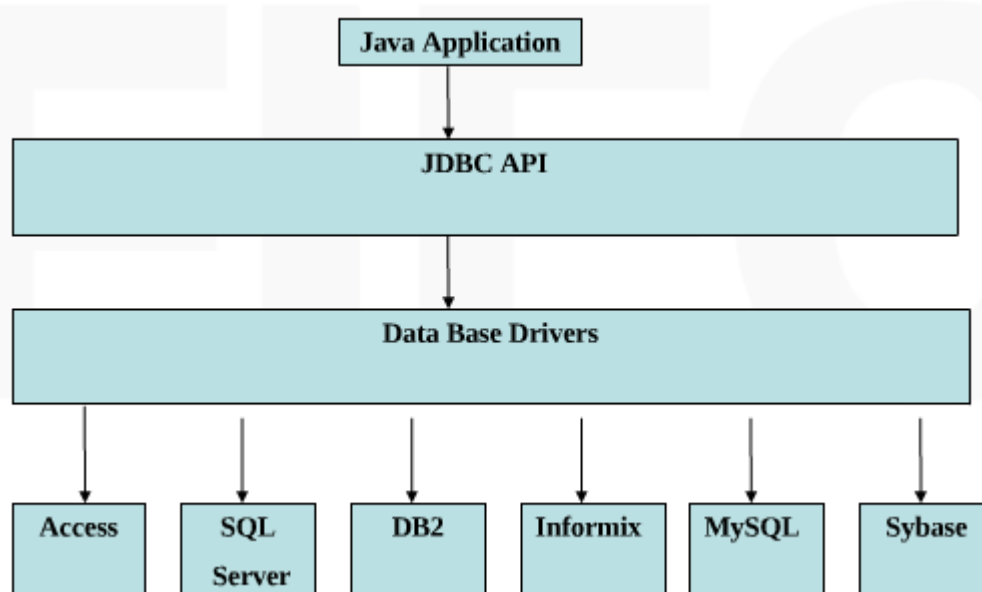 Java Application
JDBC API
Data Base Drivers
Access
SQL
Server
DB2
Informix
MySQL
Sybase